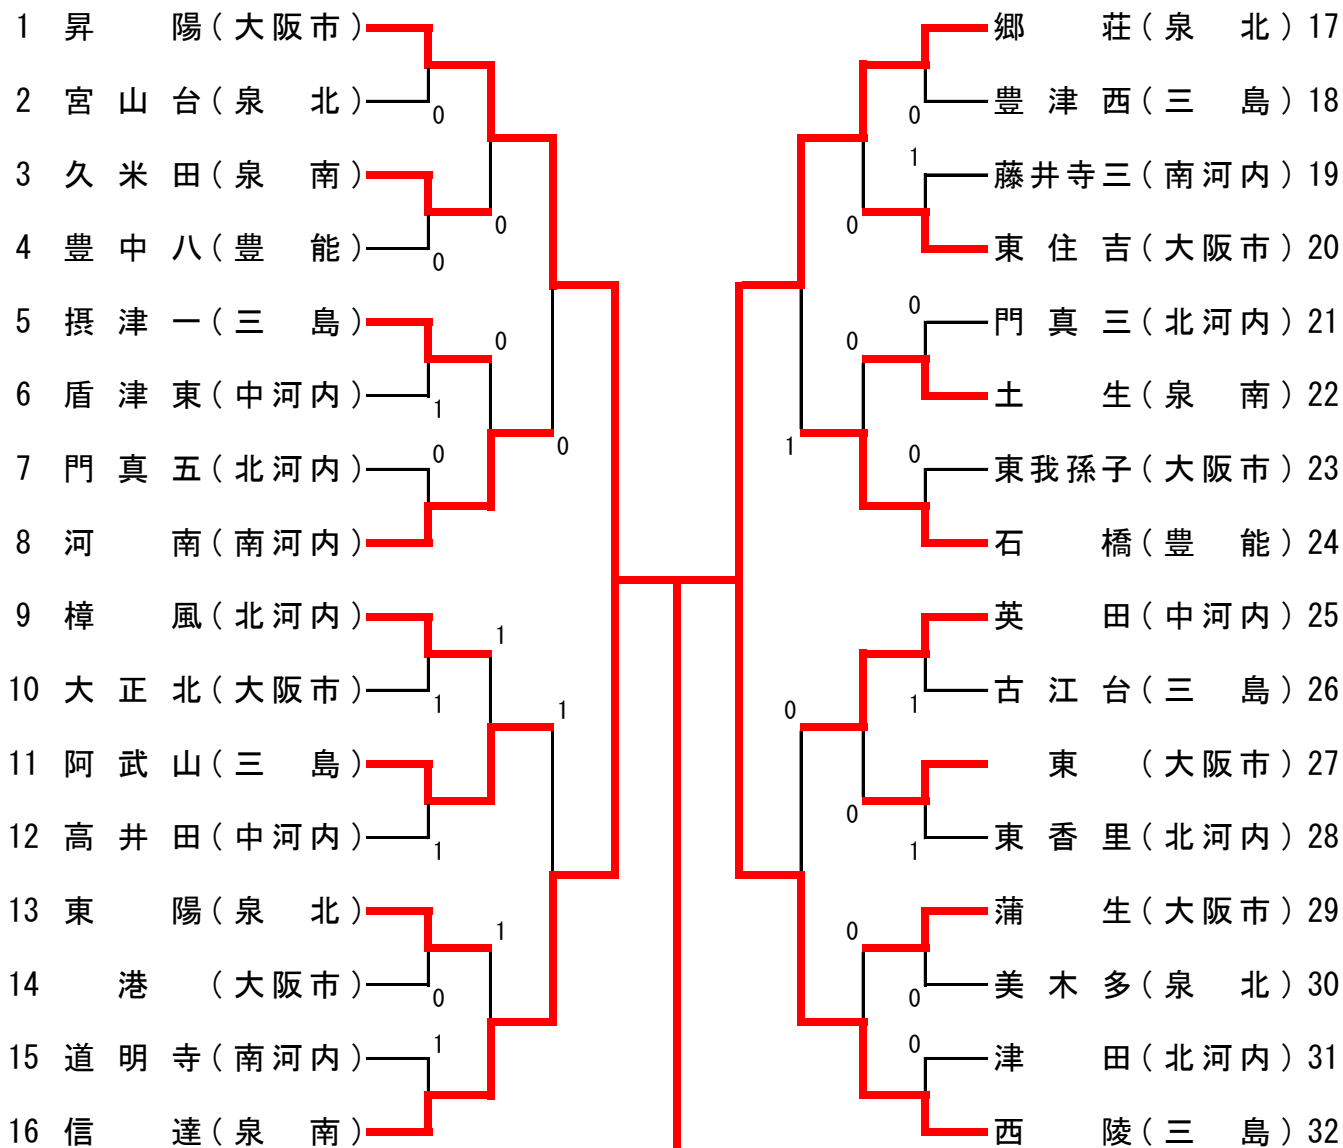 1 昇 陽(大阪市)
2 宮山台(泉 北)
0
3 久米田(泉 南)
0
4 豊中八(豊 能)
0
5 摂津一(三 島)
0
6 盾津東(中河内)
1
0
7 門真五(北河内)
0
8 河 南(南河内)
9 樟 風(北河内)
1
10 大正北(大阪市)
1
1
11 阿武山(三 島)
12 高井田(中河内)
1
13 東 陽(泉 北)
1
14 港 (大阪市)
0
15 道明寺(南河内)
1
16 信 達(泉 南)
郷 荘(泉 北) 17
豊津西(三 島) 18
0
1
藤井寺三(南河内) 19
0
東住吉(大阪市) 20
0
門真三(北河内) 21
0
土 生(泉 南) 22
1
0
東我孫子(大阪市) 23
石 橋(豊 能) 24
英 田(中河内) 25
古江台(三 島) 26
0
1
東 (大阪市) 27
0
東香里(北河内) 28
1
蒲 生(大阪市) 29
0
美木多(泉 北) 30
0
0
津 田(北河内) 31
西 陵(三 島) 32